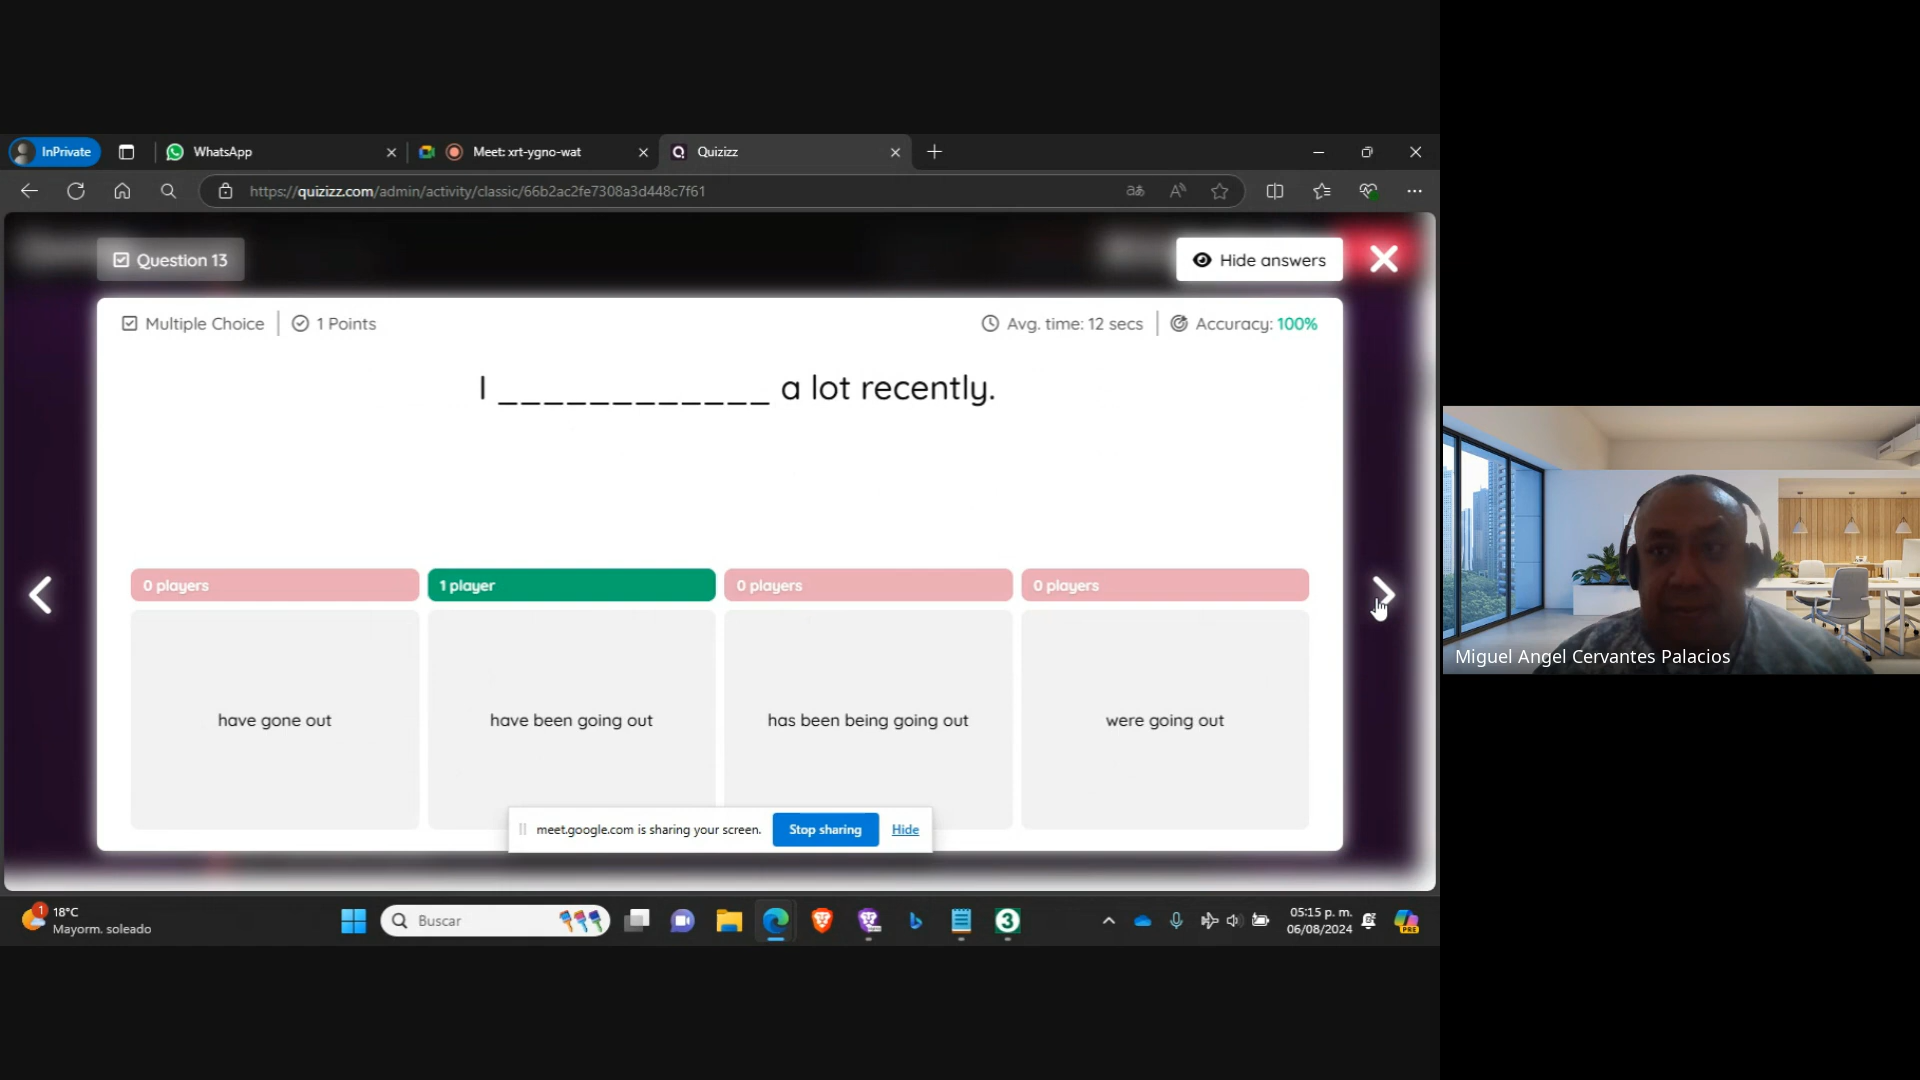 InPrivate
WhatsApp
Meet: xrt-ygno-wat
Quizizz
https://quizizz.com/admin/activity/classic/66b2ac2fe7308a3d448c7f61
Question 13
Hide answers
Multiple Choice
1 Points
Avg. time: 12 secs
Accuracy: 100%
I ____________ a lot recently.
0 players
1 player
0 players
0 players
have gone out
have been going out
has been being going out
were going out
meet.google.com is sharing your screen.
Stop sharing
Hide
Miguel Angel Cervantes Palacios
1
18°C
Mayorm. soleado
Buscar
3
05:15 p. m.
06/08/2024
PRE